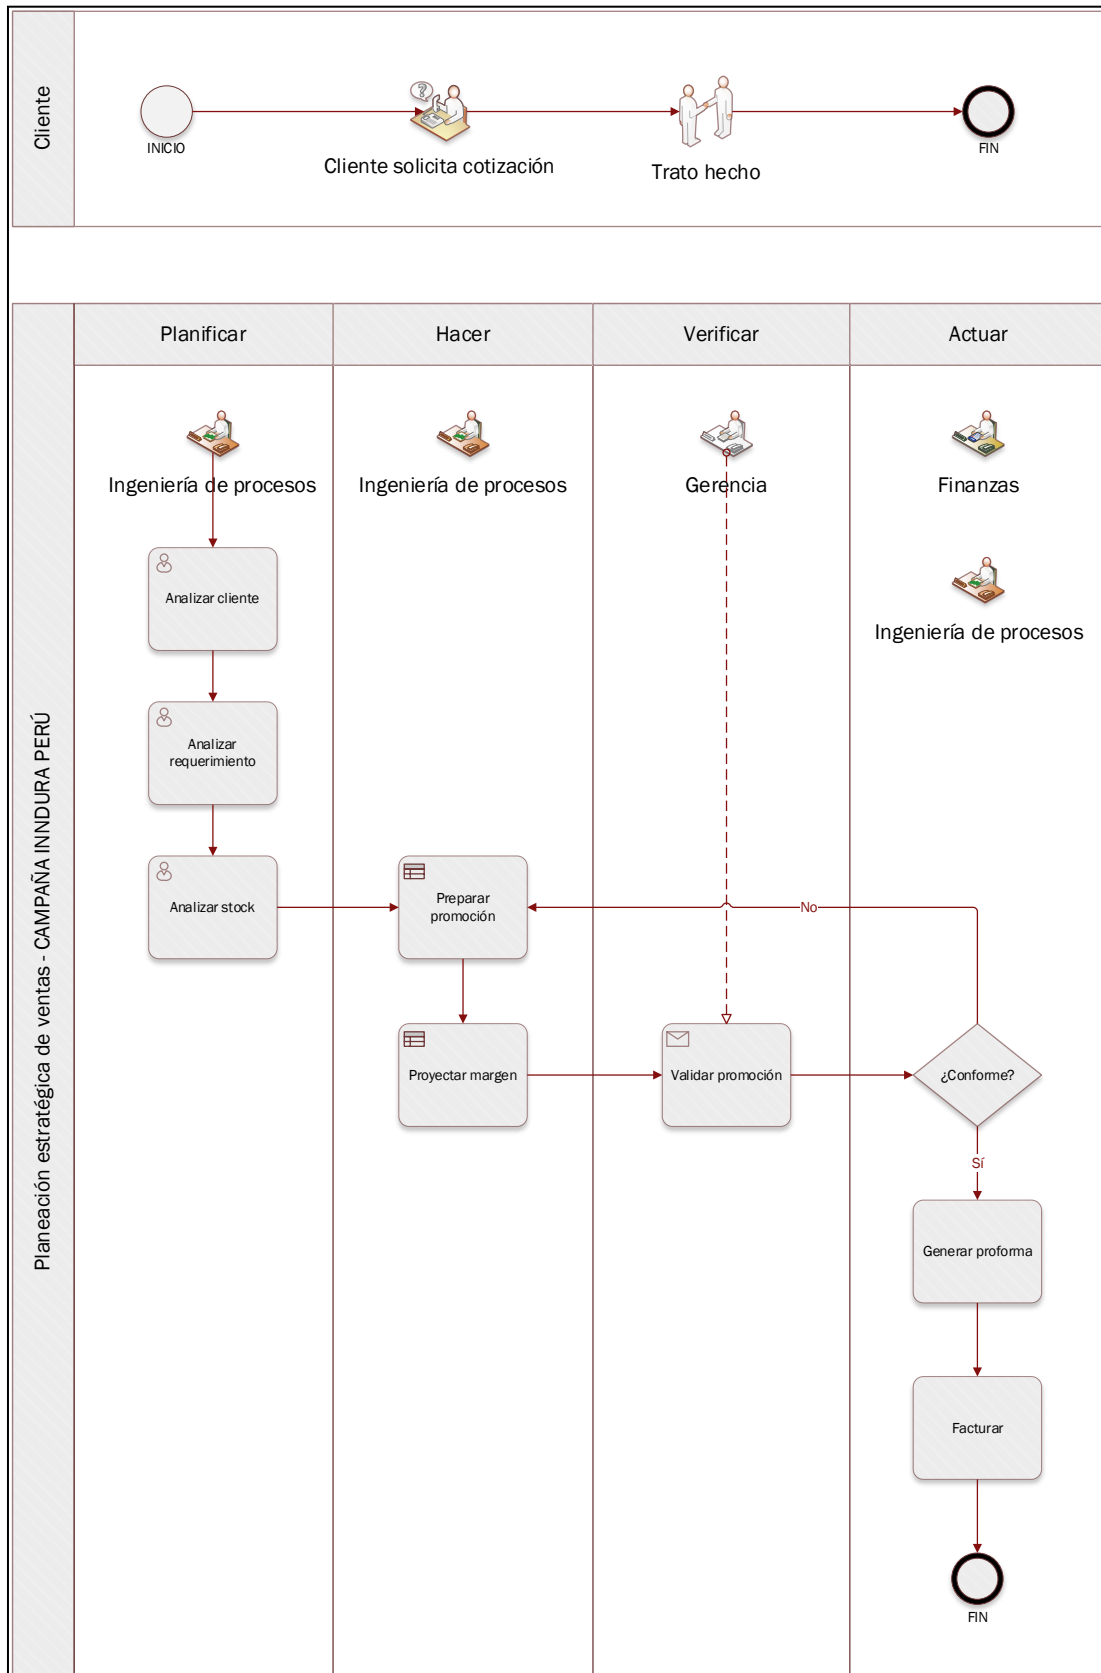 Cliente
INICIO
Cliente solicita cotización
Trato hecho
FIN
Planeación estratégica de ventas - CAMPAÑA INNDURA PERÚ
Planificar
Hacer
Verificar
Actuar
Ingeniería de procesos
Ingeniería de procesos
Gerencia
Finanzas
Ingeniería de procesos
Analizar cliente
Analizar
requerimiento
Analizar stock
Preparar
promoción
No
Proyectar margen
Validar promoción
¿Conforme?
Sí
Generar proforma
Facturar
FIN